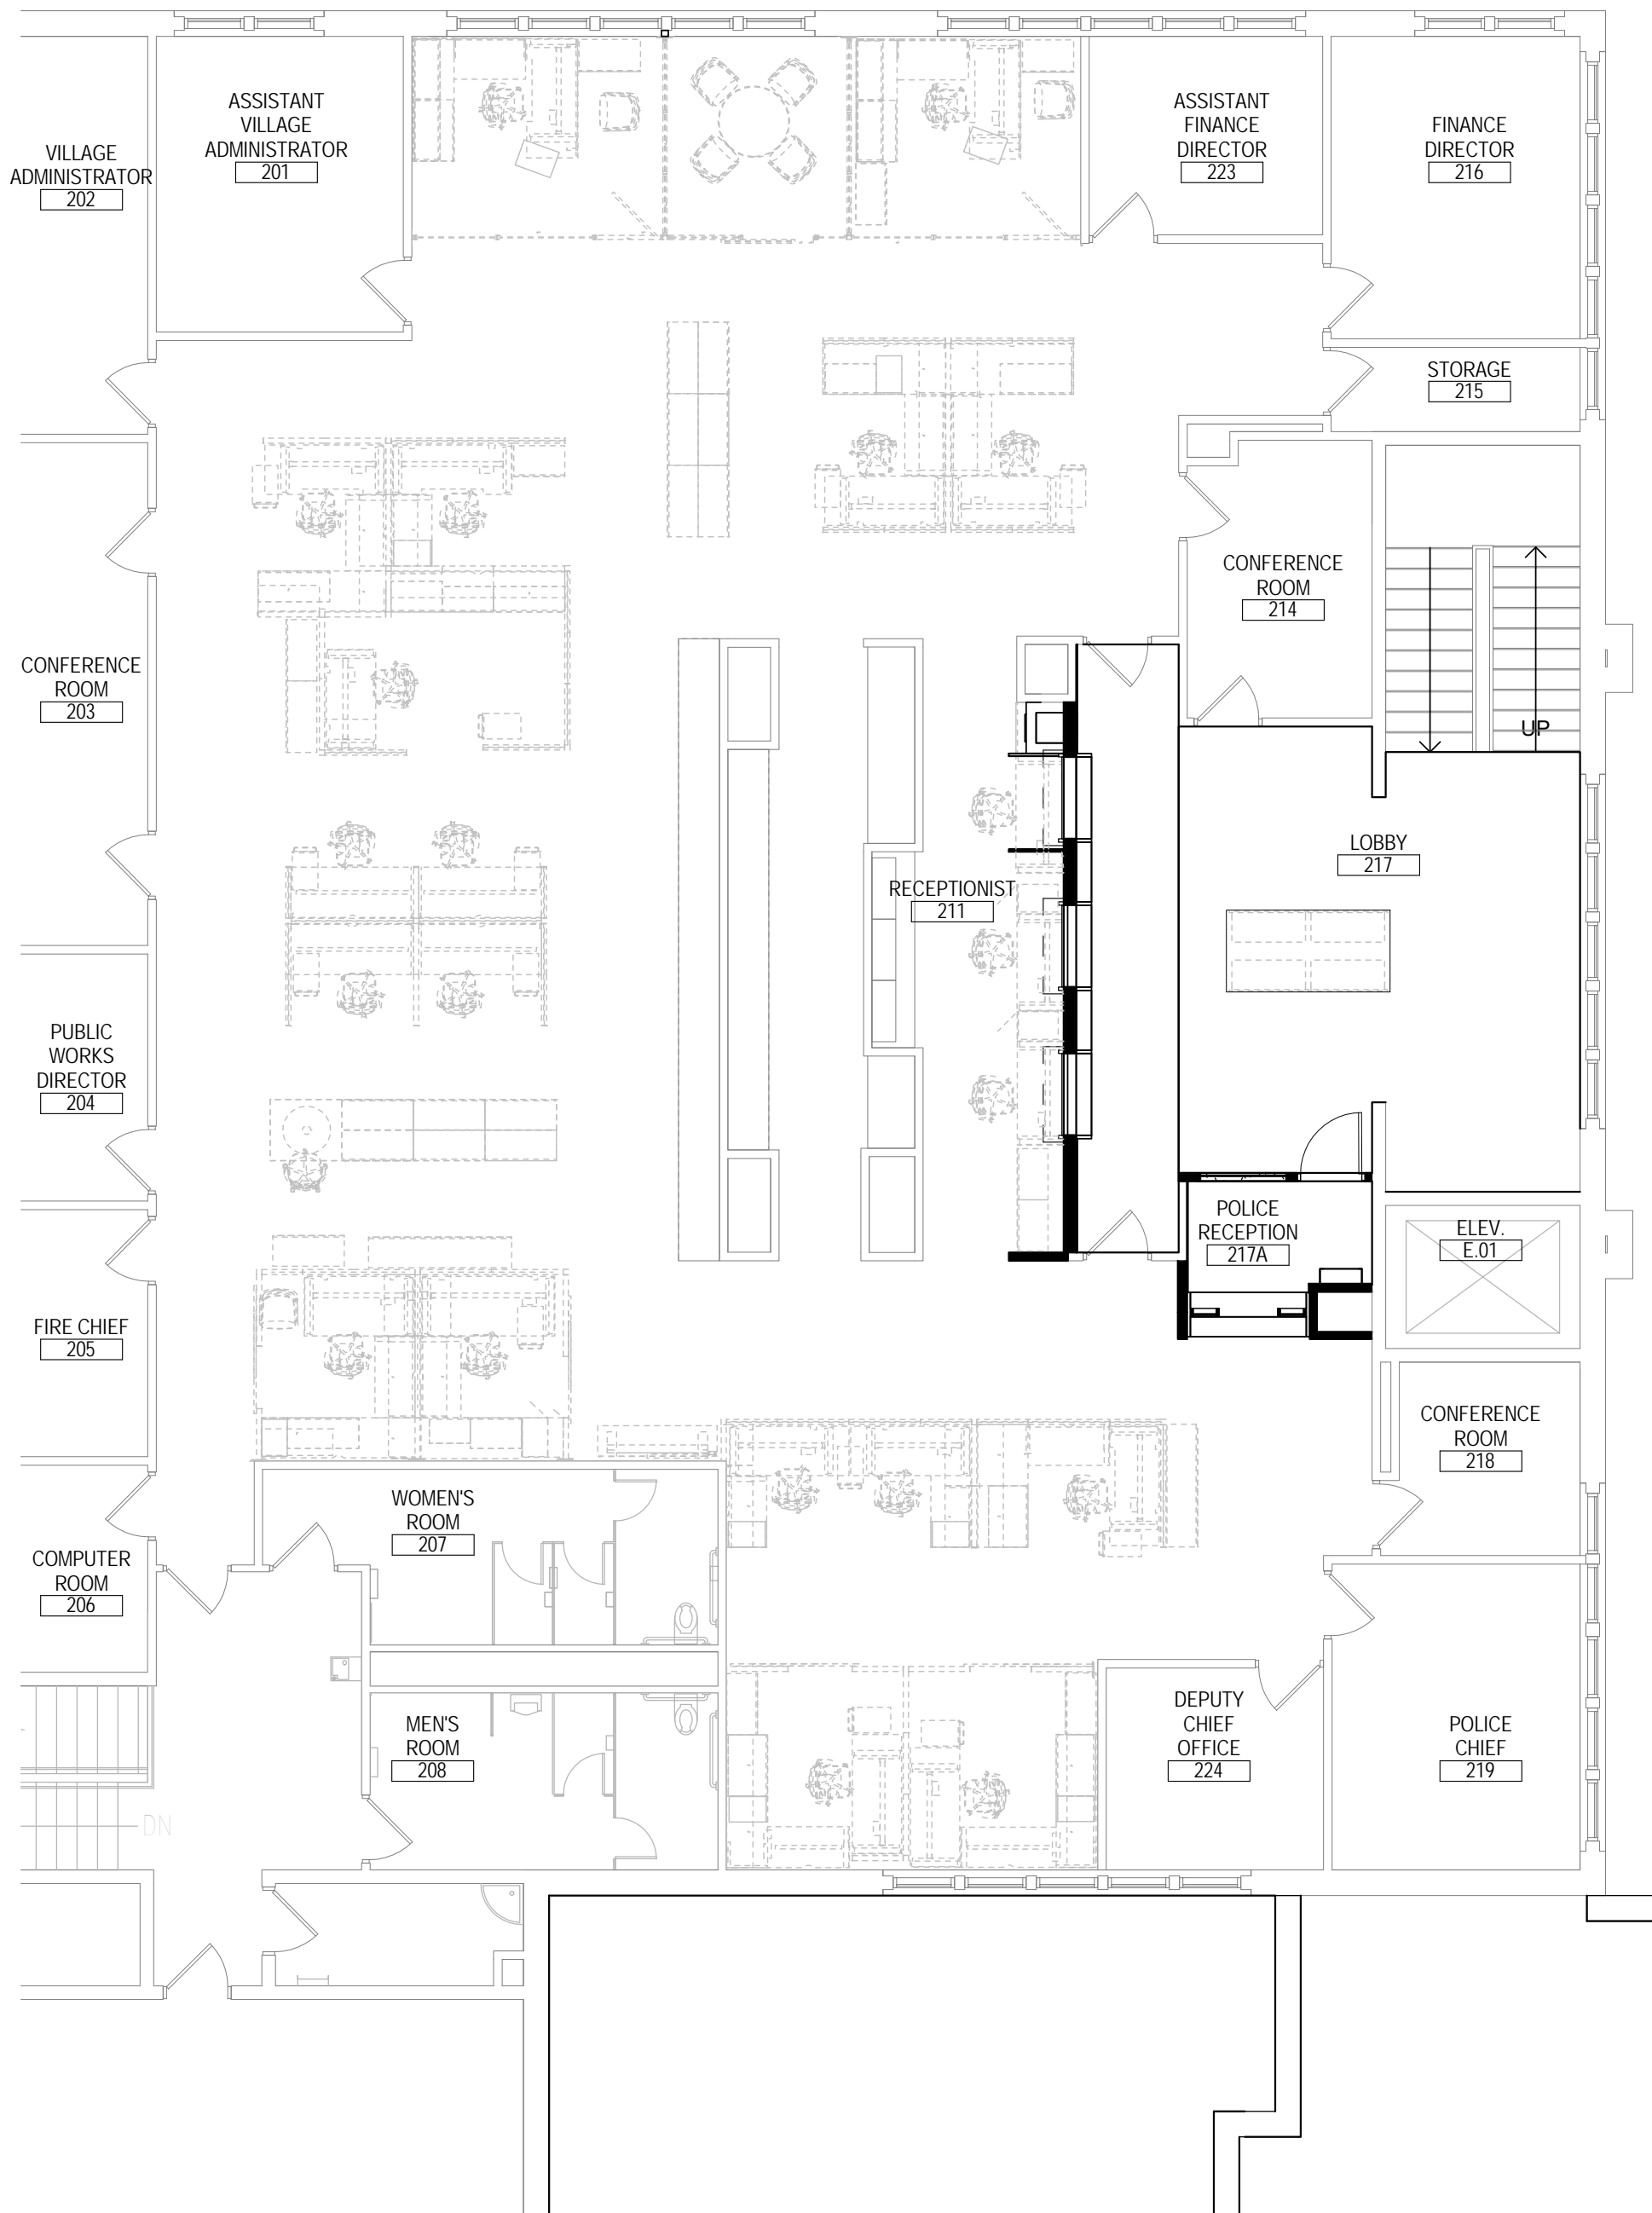 ASSISTANT
VILLAGE
ADMINISTRATOR
201
ASSISTANT
FINANCE
DIRECTOR
223
FINANCE
DIRECTOR
216
VILLAGE
ADMINISTRATOR
202
STORAGE
215
CONFERENCE
ROOM
214
CONFERENCE
ROOM
203
UP
LOBBY
217
RECEPTIONIST
211
PUBLIC
WORKS
DIRECTOR
204
POLICE
RECEPTION
217A
ELEV.
E.01
FIRE CHIEF
205
CONFERENCE
ROOM
218
WOMEN'S
ROOM
207
COMPUTER
ROOM
206
DEPUTY
CHIEF
OFFICE
224
MEN'S
ROOM
208
POLICE
CHIEF
219
DN